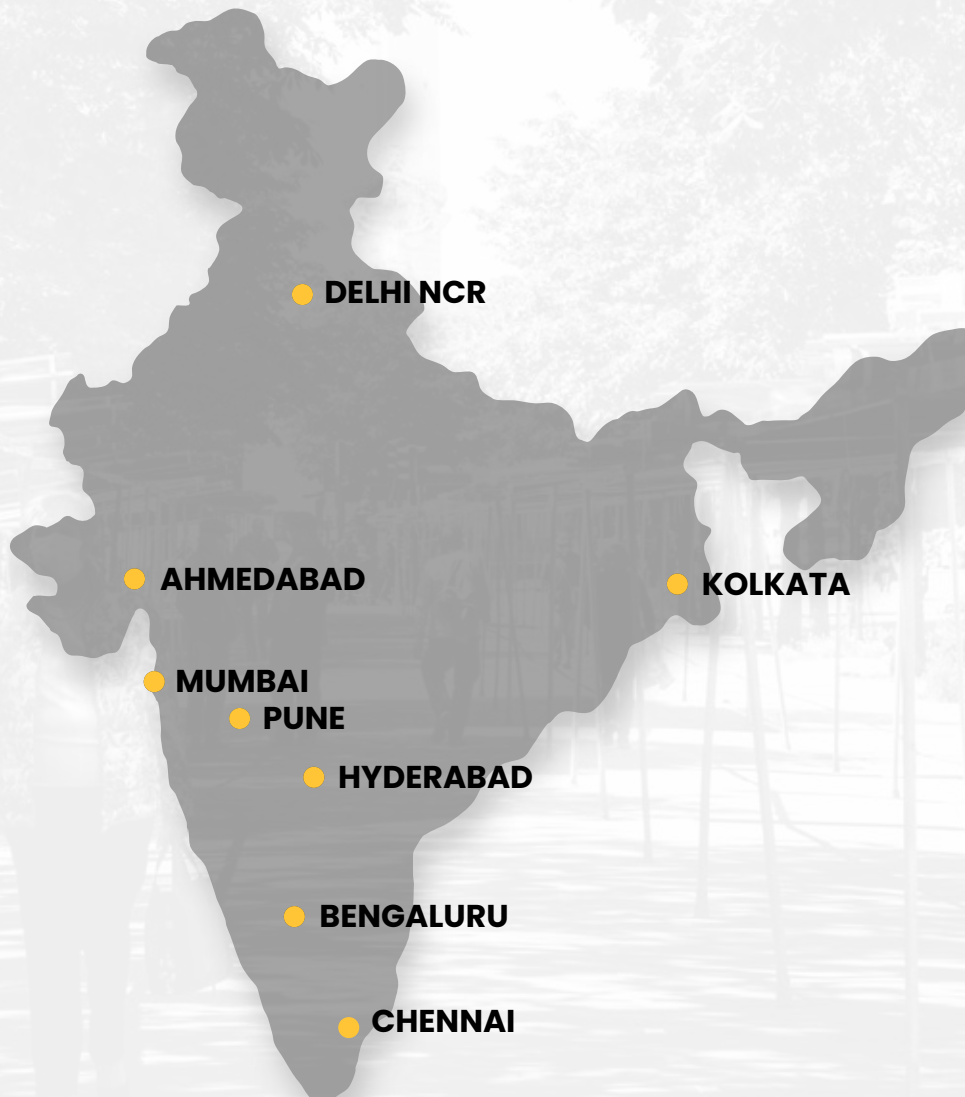 DELHI NCR
AHMEDABAD
KOLKATA
MUMBAI
PUNE
HYDERABAD
BENGALURU
CHENNAI